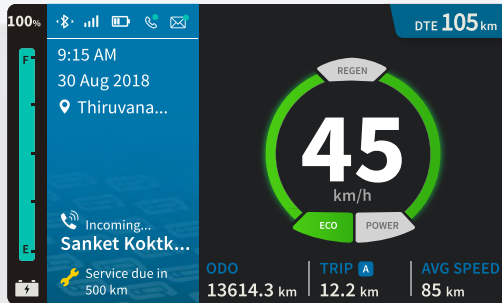 100%
F
E
9:15 AM
30 Aug 2018
Thiruvana...
Incoming...
Sanket Koktk...
Service due in
500 km
DTE 105 km
REGEN
45
km/h
ECO POWER
ODO TRIP A AVG SPEED
13614.3 km 12.2 km 85 km